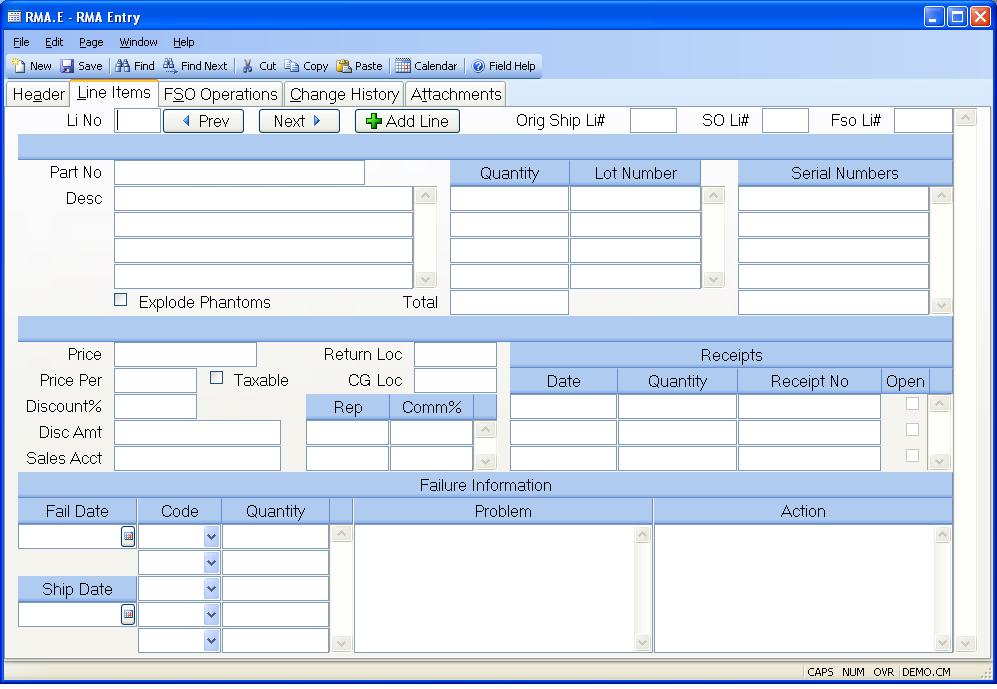 RMA.E - RMA Entry
File Edit Page Window Help
New Save Find Find Next Cut Copy Paste Calendar Field Help
Header Line Items FSO Operations Change History Attachments
Li No Prev Next Add Line Orig Ship Li# SO Li# Fso Li#
Part No Quantity Lot Number Serial Numbers
Desc
Explode Phantoms Total
Price Return Loc Receipts
Price Per Taxable CG Loc Date Quantity Receipt No Open
Discount% Rep Comm%
Disc Amt
Sales Acct
Failure Information
Fail Date Code Quantity Problem Action
Ship Date
CAPS NUM OVR DEMO.CM